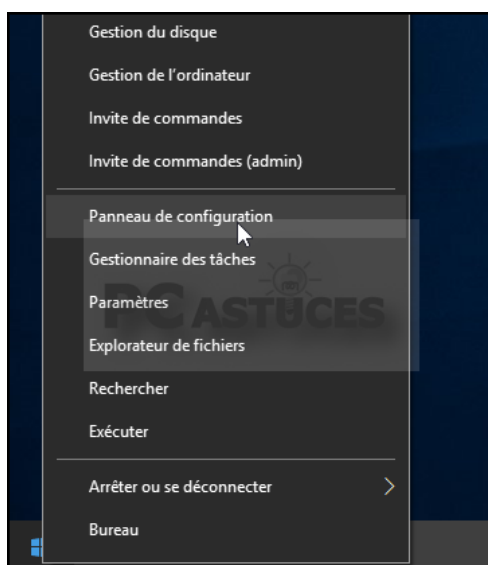 Gestion du disque
Gestion de l'ordinateur
Invite de commandes
Invite de commandes (admin)
Panneau de configuration
Gestionnaire des tâches
PC ASTUCES
Paramètres
Explorateur de fichiers
Rechercher
Exécuter
Arrêter ou se déconnecter
Bureau